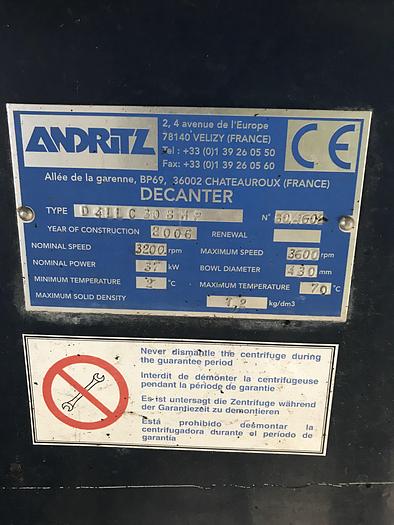 ANDRITZ
2, 4 avenue de l'Europe
78140 VELIZY (FRANCE)
Tel : +33 (0)1 39 26 05 50
Fax: +33 (0)1 39 26 05 60
CE
Allée de la garenne, BP69, 36002 CHATEAUROUX (FRANCE)
DECANTER
TYPE N°
YEAR OF CONSTRUCTION 2006 RENEWAL
NOMINAL SPEED 3200 rpm MAXIMUM SPEED 3600 rpm
NOMINAL POWER 37 kW BOWL DIAMETER 430 mm
MINIMUM TEMPERATURE 2 °C MAXIMUM TEMPERATURE 70 °C
MAXIMUM SOLID DENSITY 1,2 kg/dm3
Never dismantle the centrifuge during
the guarantee period
Interdit de démonter la centrifugeuse
pendant la période de garantie
Es ist untersagt die Zentrifuge während
der Garantiezeit zu demontieren
Está prohibido desmontar la
centrifugadora durante el período de
garantía